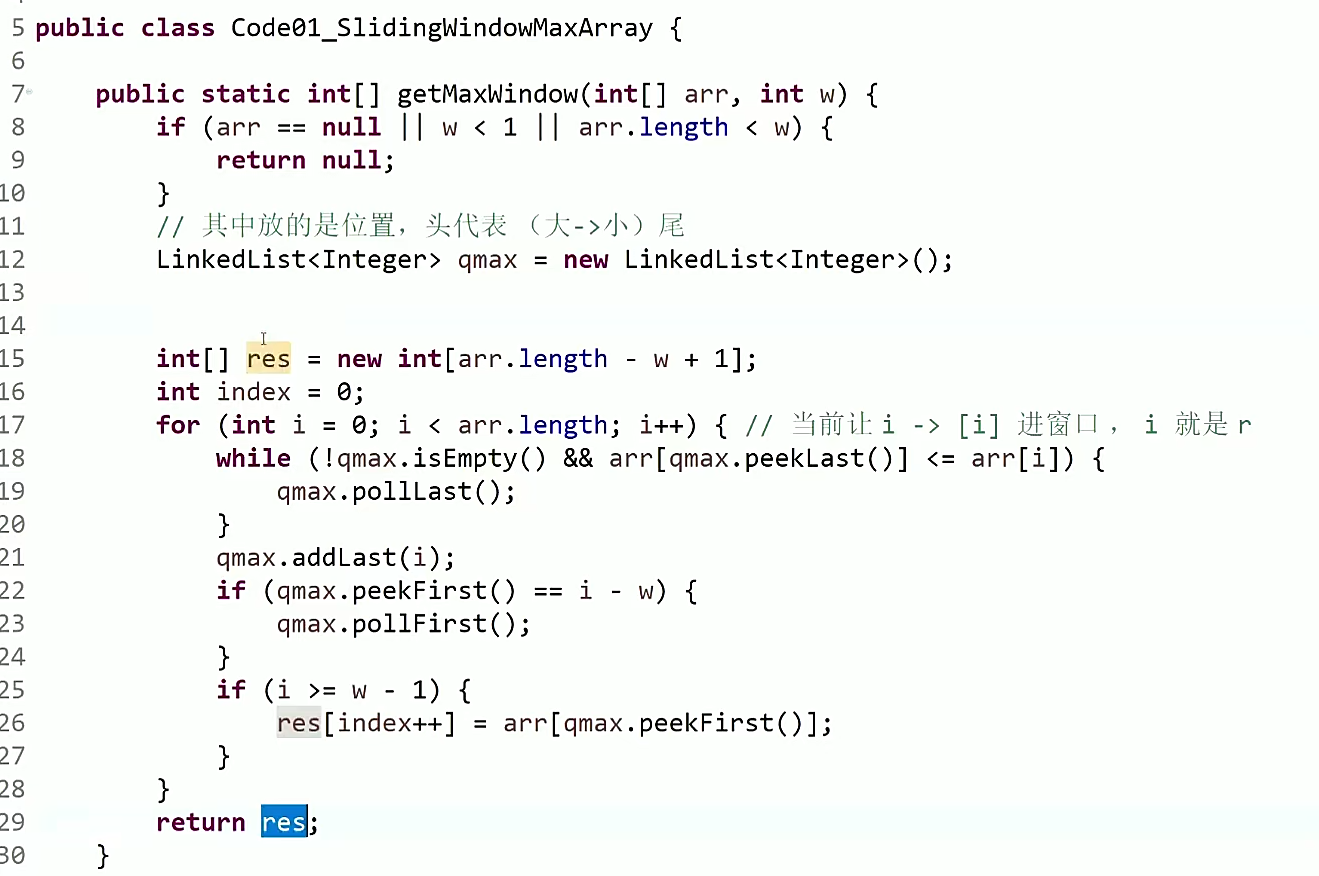 5 public class Code01_SlidingWindowMaxArray {
6
7     public static int[] getMaxWindow(int[] arr, int w) {
8         if (arr == null || w < 1 || arr.length < w) {
9             return null;
10         }
11         // 其中放的是位置，头代表 （大->小）尾
12         LinkedList<Integer> qmax = new LinkedList<Integer>();
13
14
15         int[] res = new int[arr.length - w + 1];
16         int index = 0;
17         for (int i = 0; i < arr.length; i++) { // 当前让 i -> [i] 进窗口 ， i 就是 r
18             while (!qmax.isEmpty() && arr[qmax.peekLast()] <= arr[i]) {
19                 qmax.pollLast();
20             }
21             qmax.addLast(i);
22             if (qmax.peekFirst() == i - w) {
23                 qmax.pollFirst();
24             }
25             if (i >= w - 1) {
26                 res[index++] = arr[qmax.peekFirst()];
27             }
28         }
29         return res;
30     }